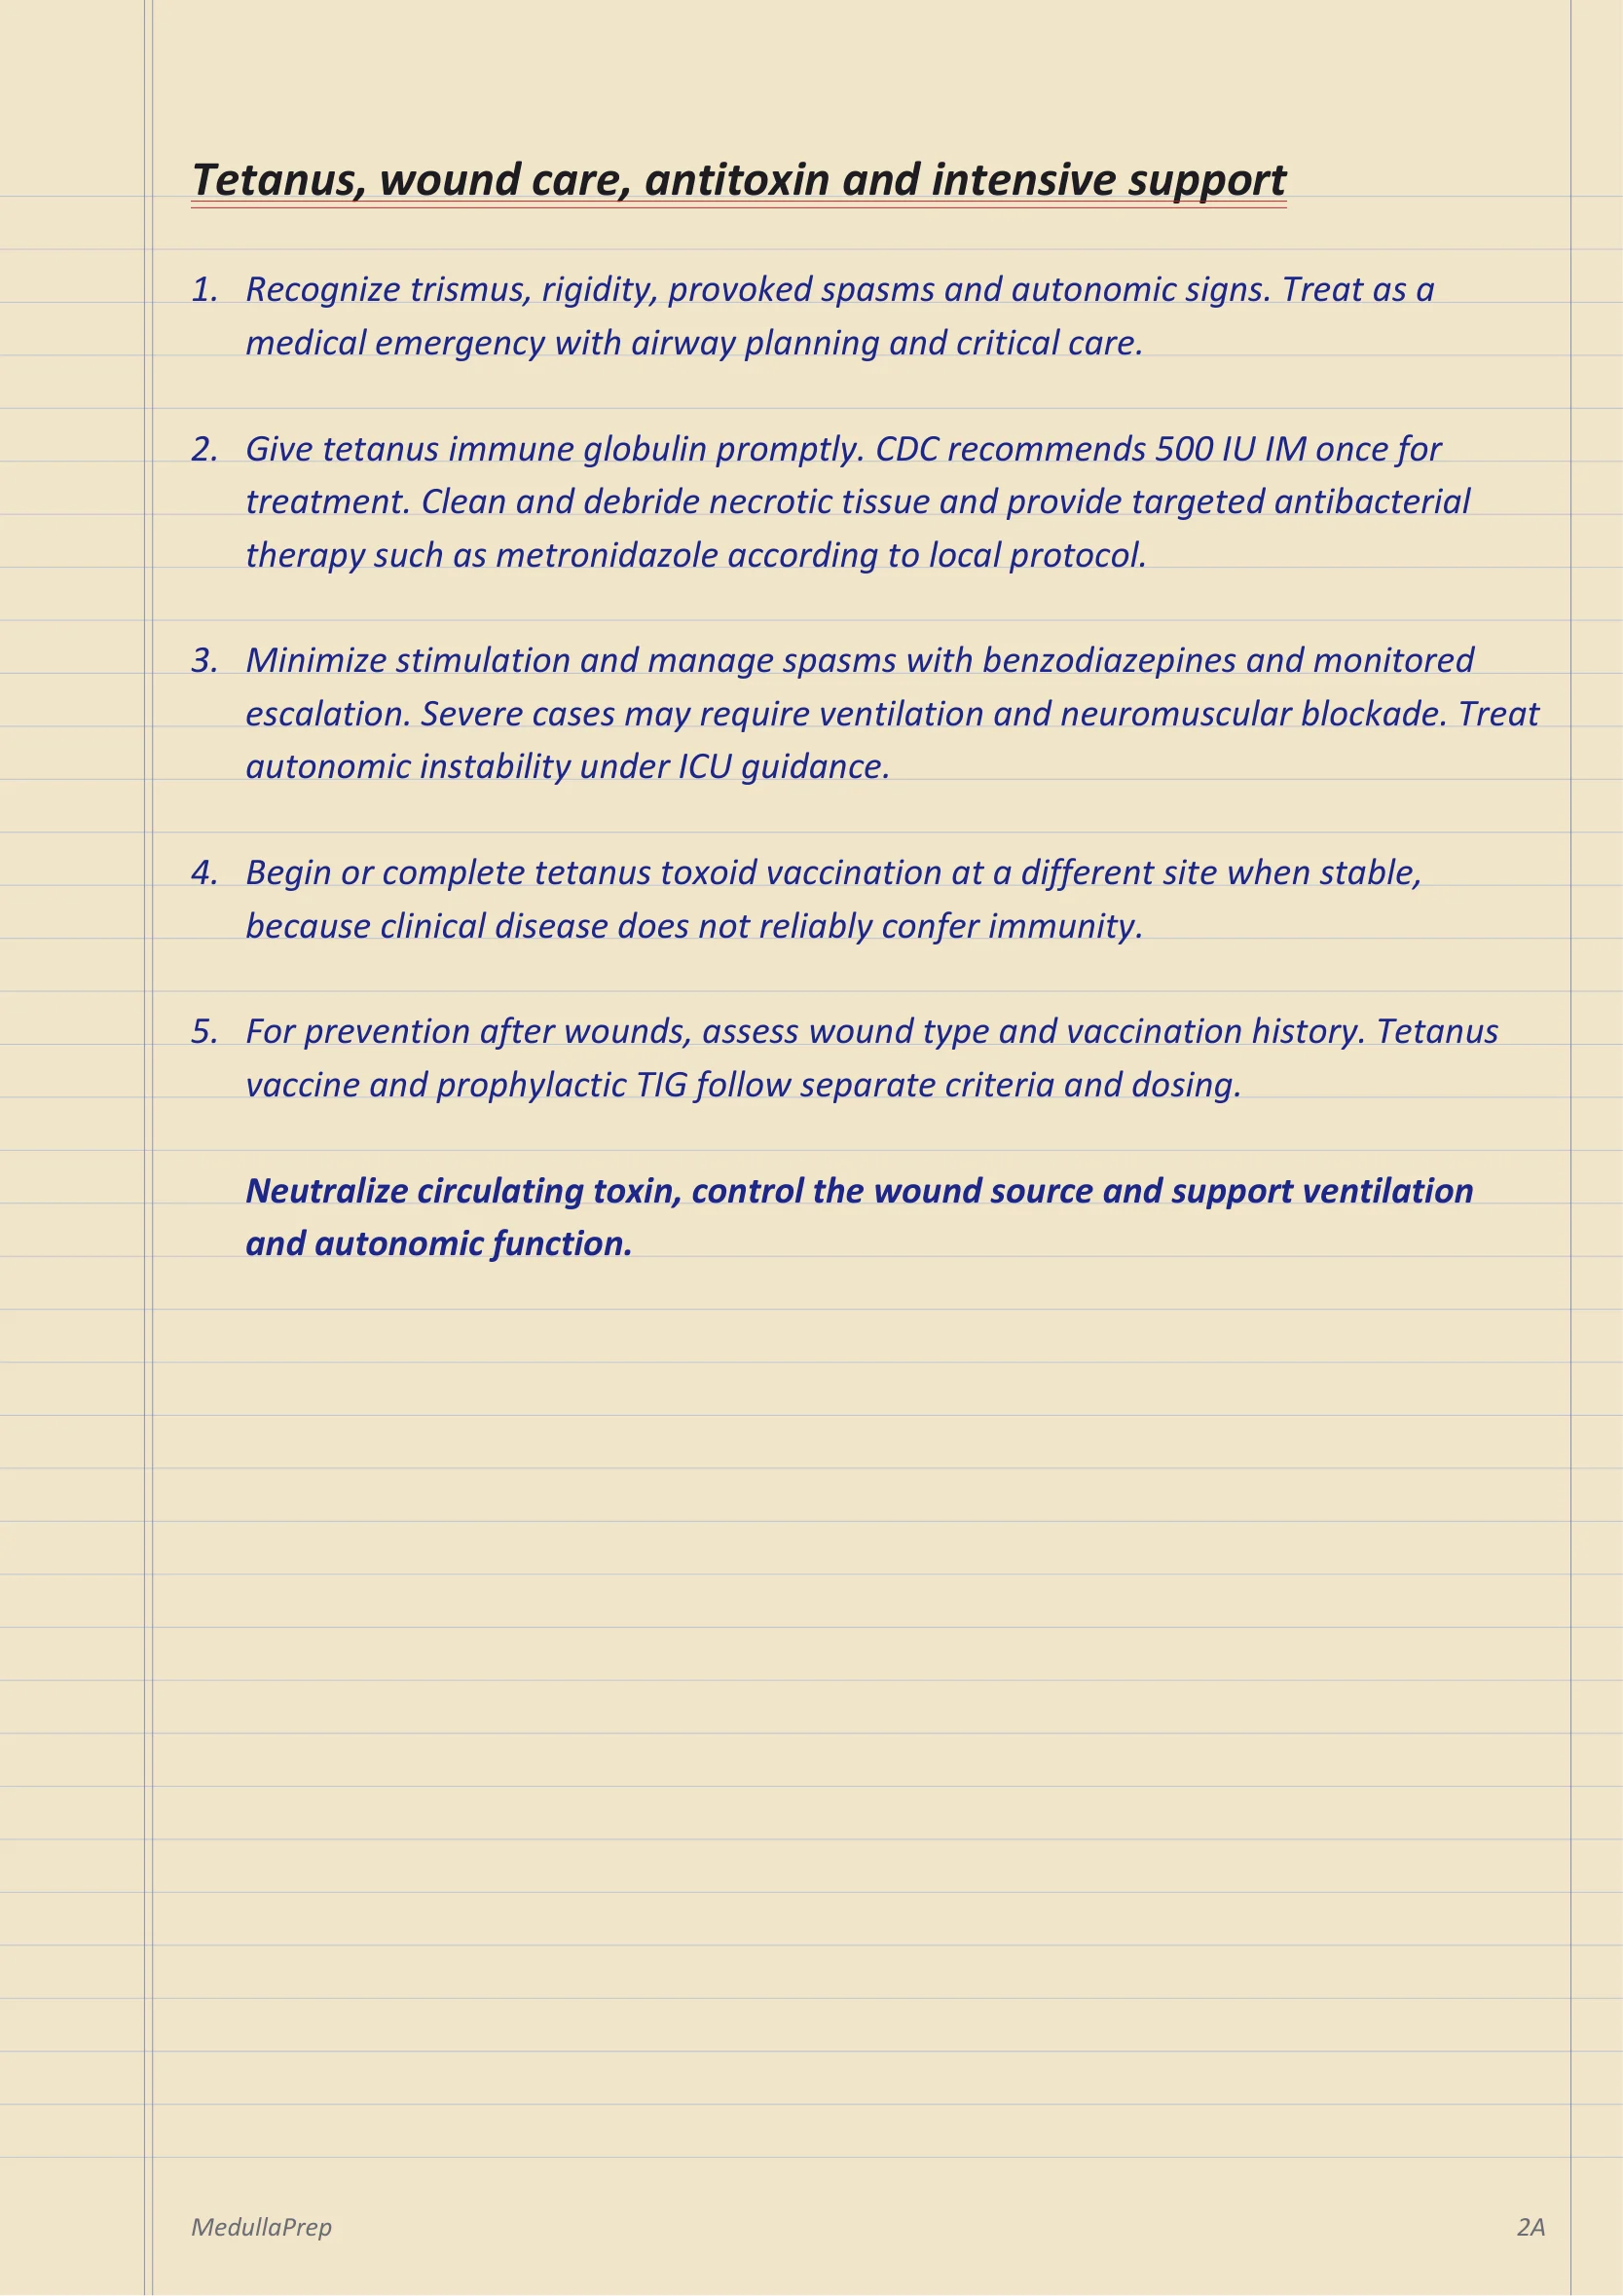 Tetanus, wound care, antitoxin and intensive support
1. Recognize trismus, rigidity, provoked spasms and autonomic signs. Treat as a
medical emergency with airway planning and critical care.
2. Give tetanus immune globulin promptly. CDC recommends 500 IU IM once for
treatment. Clean and debride necrotic tissue and provide targeted antibacterial
therapy such as metronidazole according to local protocol.
3. Minimize stimulation and manage spasms with benzodiazepines and monitored
escalation. Severe cases may require ventilation and neuromuscular blockade. Treat
autonomic instability under ICU guidance.
4. Begin or complete tetanus toxoid vaccination at a different site when stable,
because clinical disease does not reliably confer immunity.
5. For prevention after wounds, assess wound type and vaccination history. Tetanus
vaccine and prophylactic TIG follow separate criteria and dosing.
Neutralize circulating toxin, control the wound source and support ventilation
and autonomic function.
MedullaPrep
2A